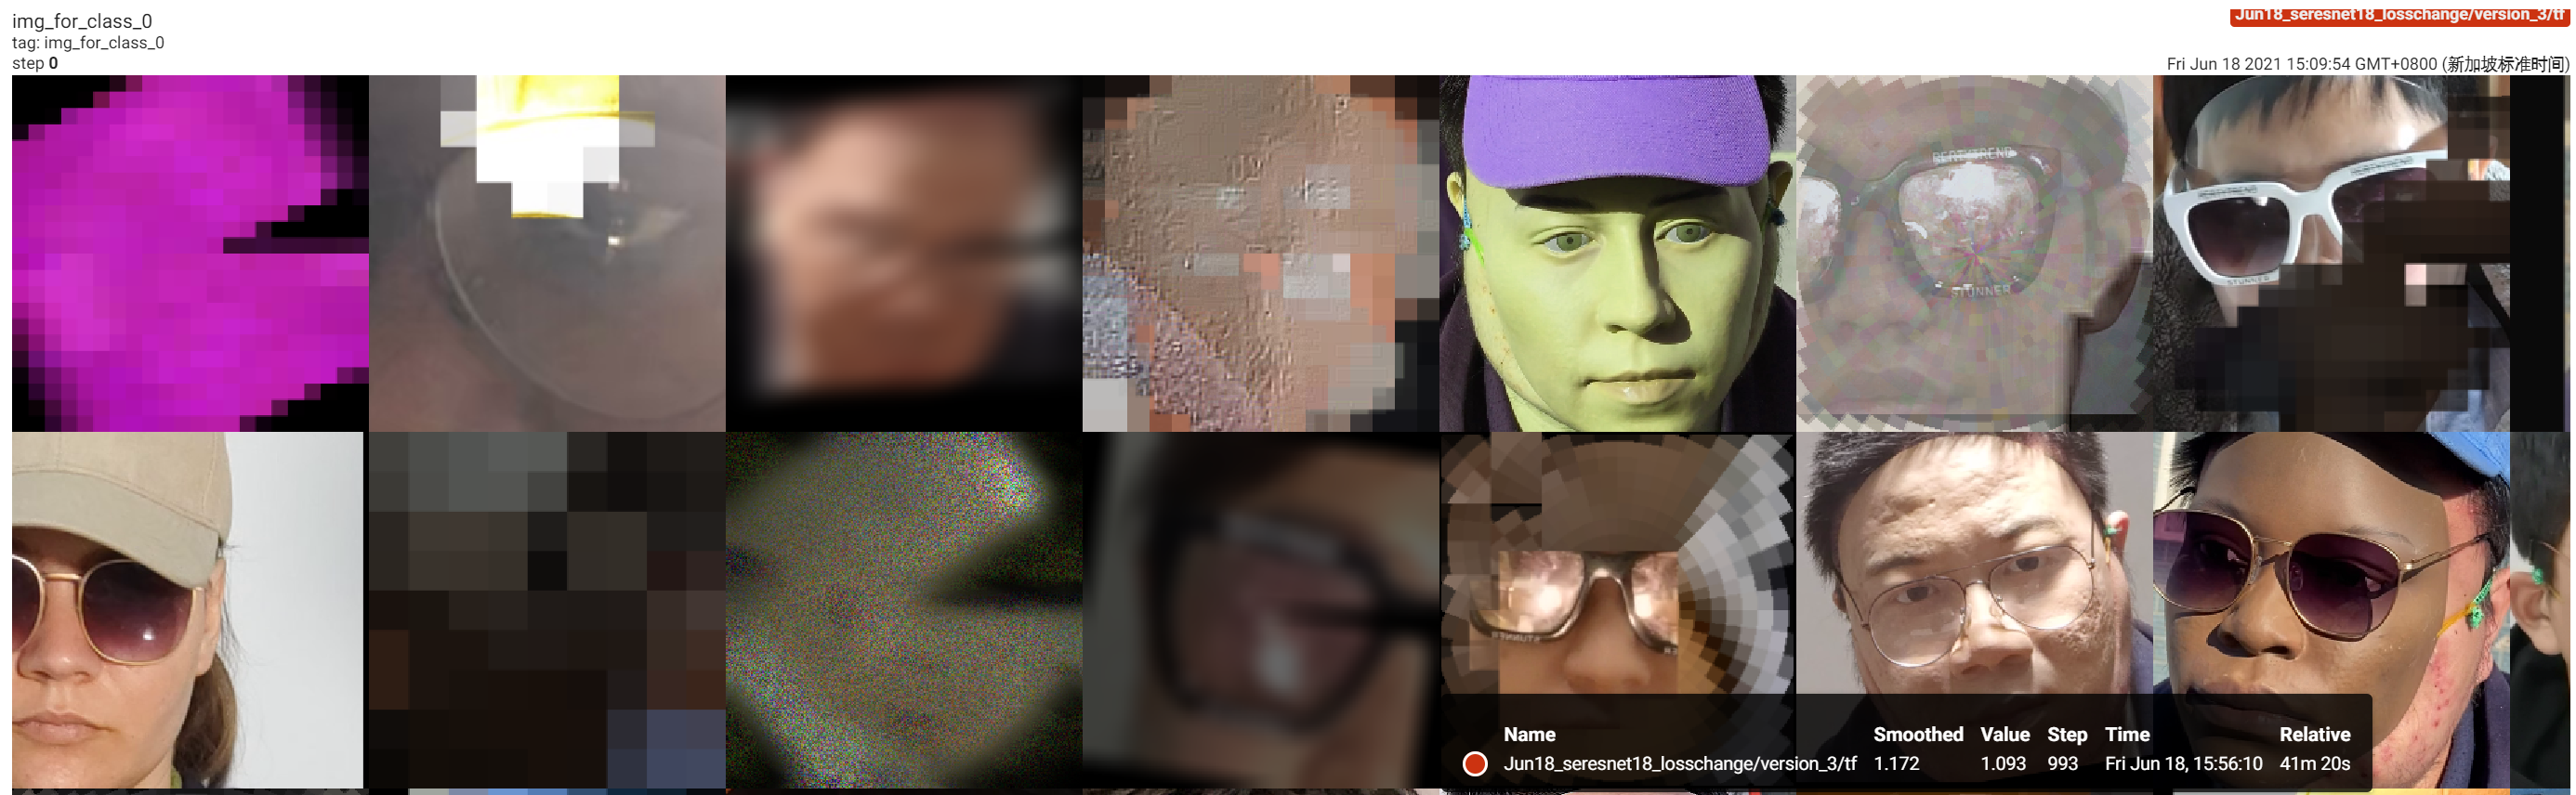 img_for_class_0
Jun18_seresnet18_losschange/version_3/tf
tag: img_for_class_0
step 0
Fri Jun 18 2021 15:09:54 GMT+0800 (新加坡标准时间)
STUNNER
STUNNER
Name Smoothed Value Step Time Relative
Jun18_seresnet18_losschange/version_3/tf 1.172 1.093 993 Fri Jun 18, 15:56:10 41m 20s